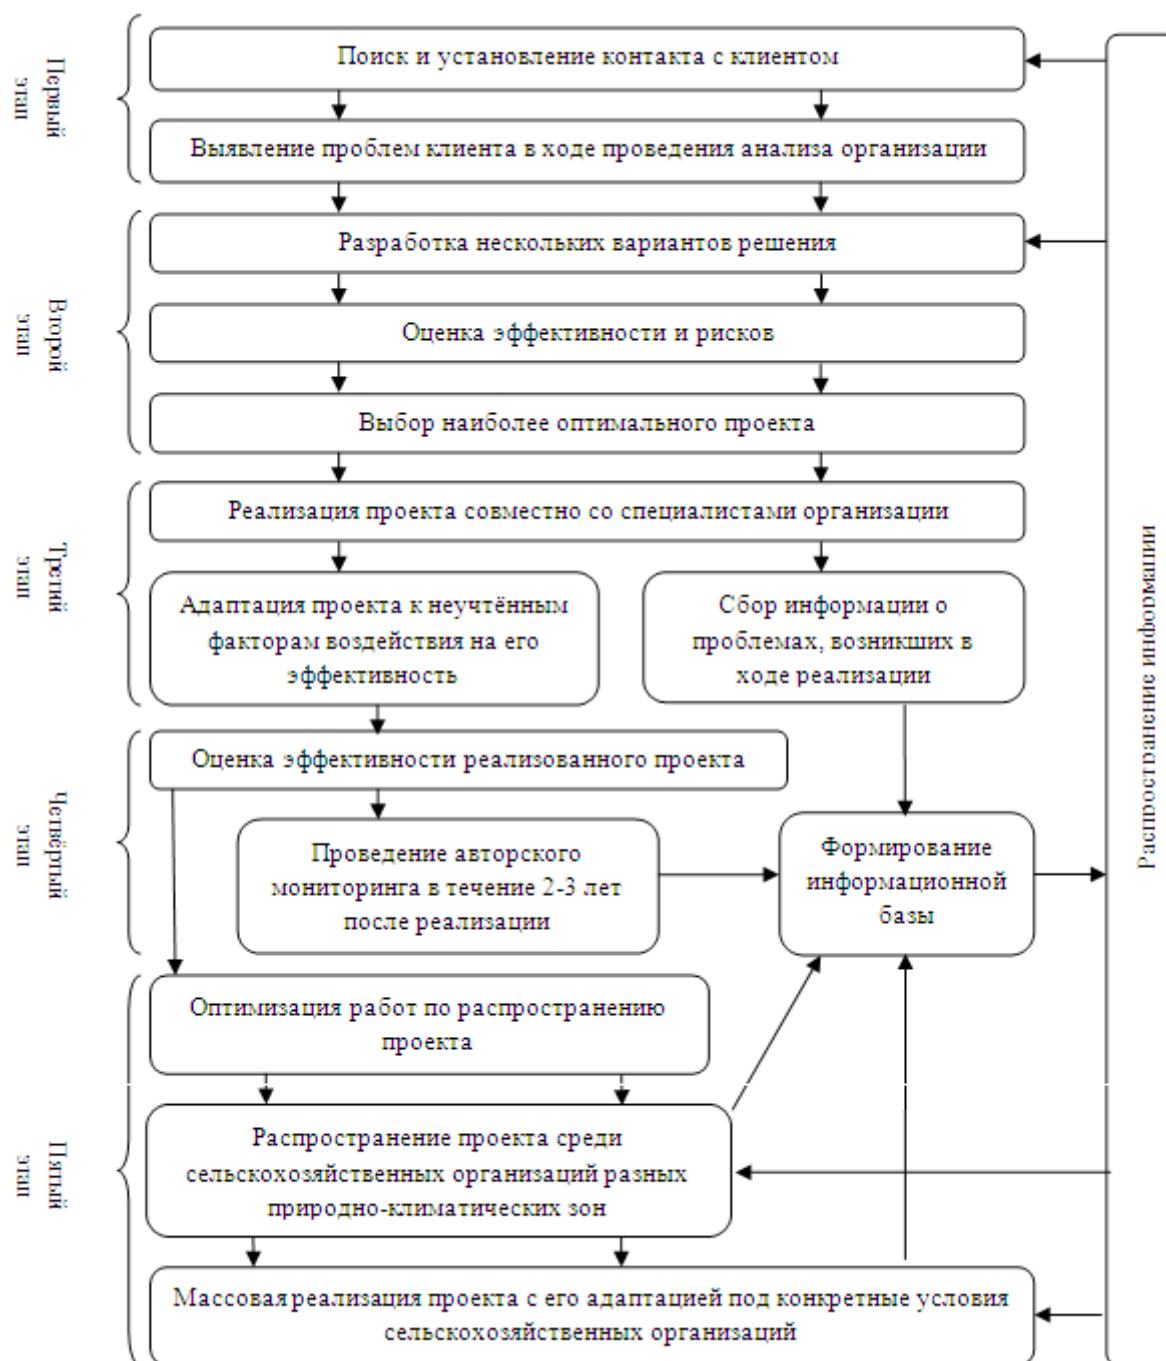 Первый
этап
Поиск и установление контакта с клиентом
Выявление проблем клиента в ходе проведения анализа организации
Второй
этап
Разработка нескольких вариантов решения
Оценка эффективности и рисков
Выбор наиболее оптимального проекта
Третий
этап
Реализация проекта совместно со специалистами организации
Адаптация проекта к неучтённым
факторам воздействия на его
эффективность
Сбор информации о
проблемах, возникших в
ходе реализации
Четвёртый
этап
Оценка эффективности реализованного проекта
Проведение авторского
мониторинга в течение 2-3 лет
после реализации
Формирование
информационной
базы
Пятый
этап
Оптимизация работ по распространению
проекта
Распространение проекта среди
сельскохозяйственных организаций разных
природно-климатических зон
Массовая реализация проекта с его адаптацией под конкретные условия
сельскохозяйственных организаций
Распространение информации